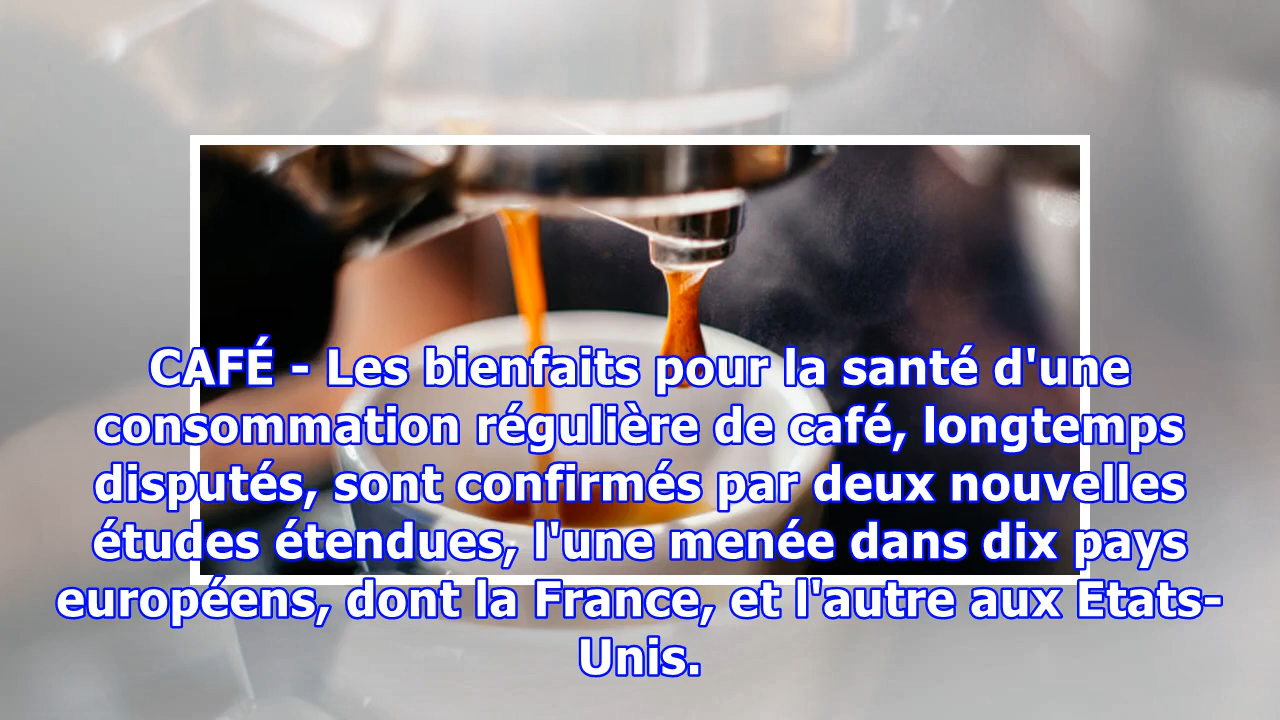 CAFÉ - Les bienfaits pour la santé d'une
consommation régulière de café, longtemps
disputés, sont confirmés par deux nouvelles
études étendues, l'une menée dans dix pays
européens, dont la France, et l'autre aux Etats-
Unis.